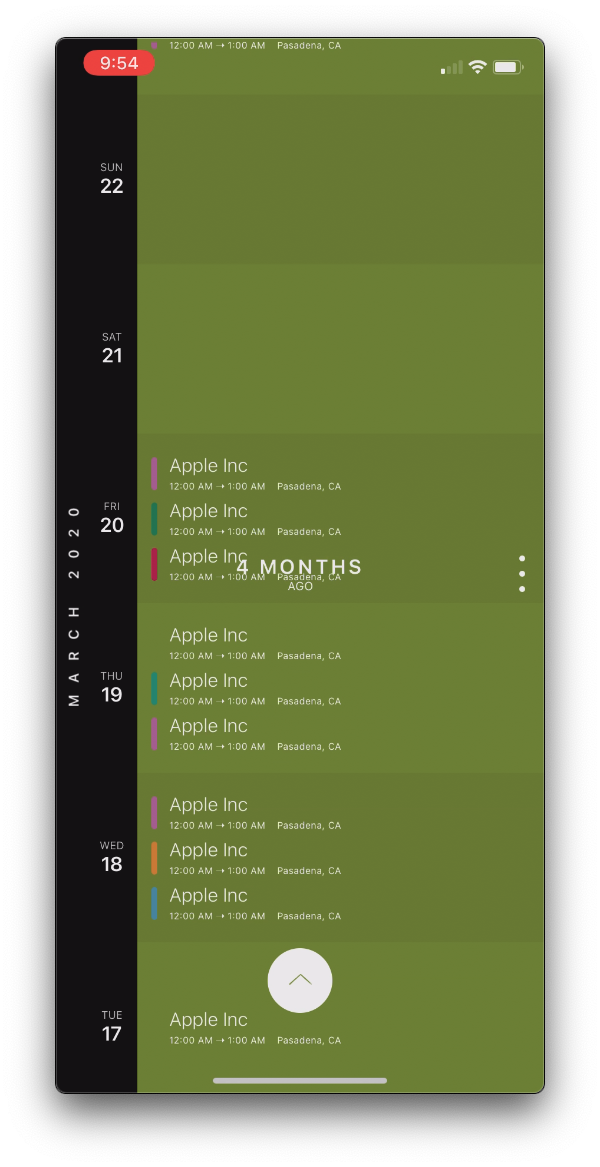 12:00 AM → 1:00 AM Pasadena, CA
9:54
SUN
22
SAT
21
FRI
20
Apple Inc
12:00 AM → 1:00 AM Pasadena, CA
Apple Inc
12:00 AM → 1:00 AM Pasadena, CA
Apple Inc
12:00 AM → 1:00 AM Pasadena, CA
4 MONTHS
AGO
MARCH 2020
THU
19
Apple Inc
12:00 AM → 1:00 AM Pasadena, CA
Apple Inc
12:00 AM → 1:00 AM Pasadena, CA
Apple Inc
12:00 AM → 1:00 AM Pasadena, CA
WED
18
Apple Inc
12:00 AM → 1:00 AM Pasadena, CA
Apple Inc
12:00 AM → 1:00 AM Pasadena, CA
Apple Inc
12:00 AM → 1:00 AM Pasadena, CA
TUE
17
Apple Inc
12:00 AM → 1:00 AM Pasadena, CA